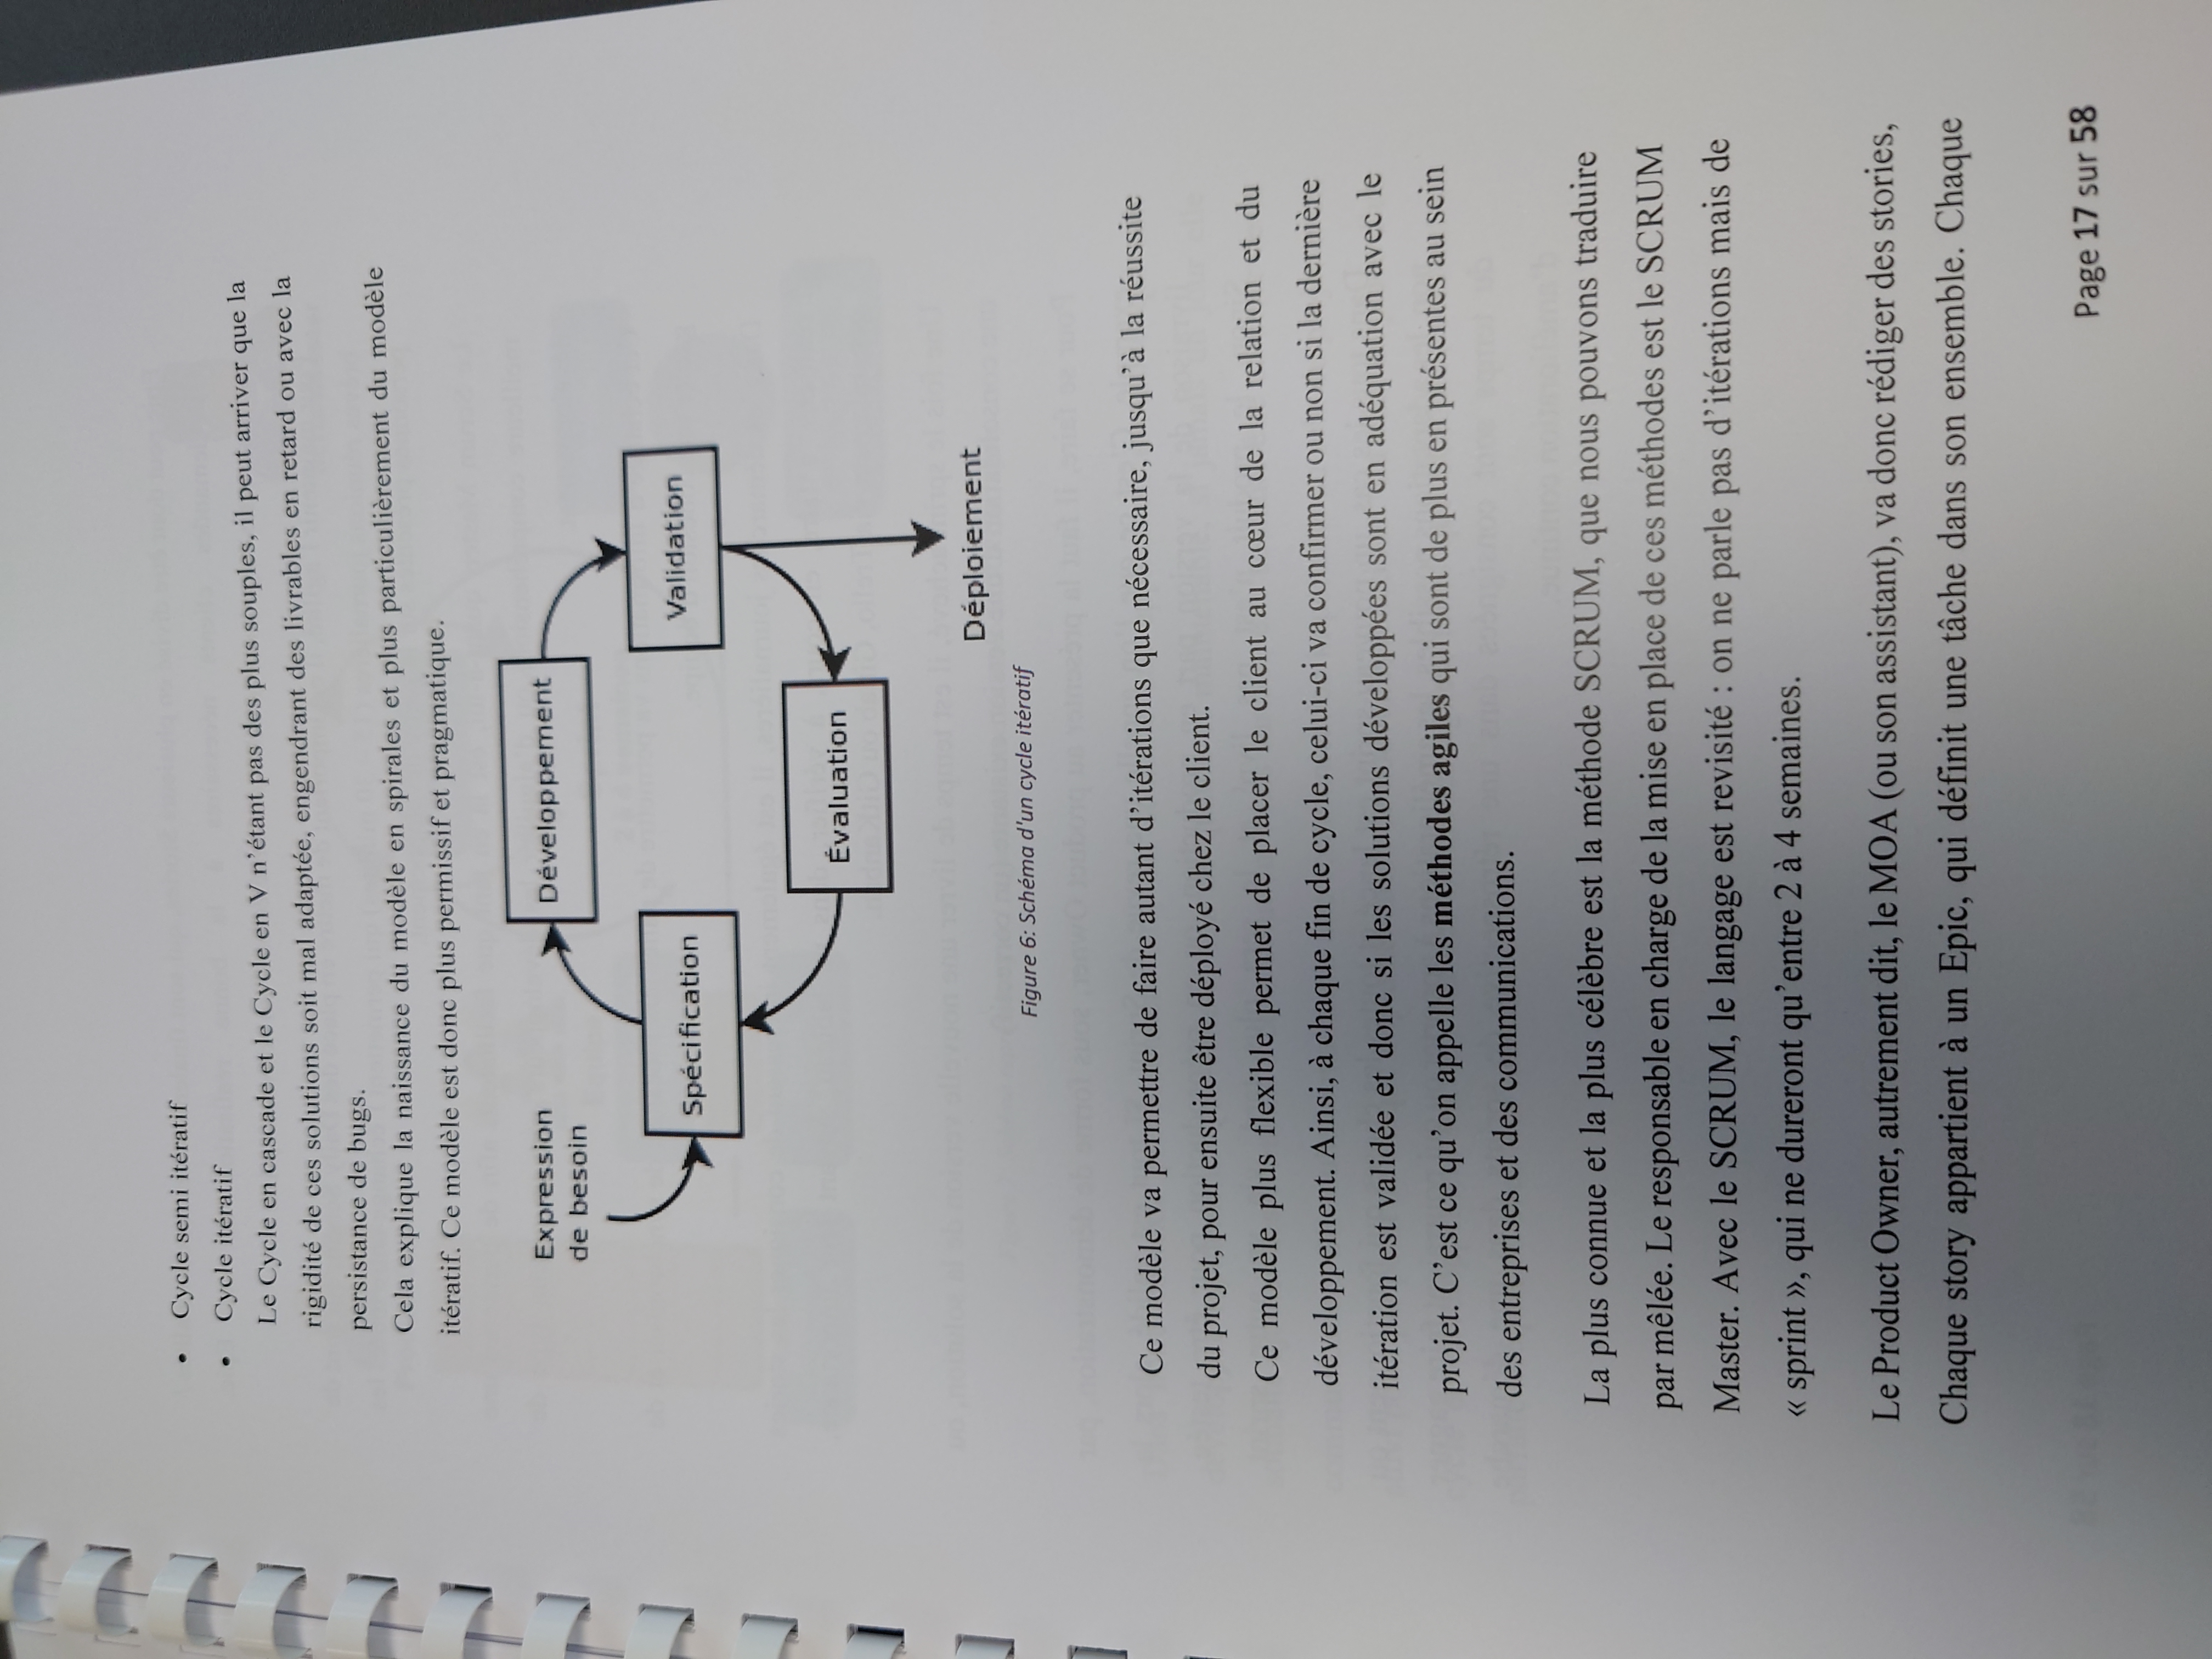 • Cycle semi itératif
• Cycle itératif
Le Cycle en cascade et le Cycle en V n’étant pas des plus souples, il peut arriver que la
rigidité de ces solutions soit mal adaptée, engendrant des livrables en retard ou avec la
persistance de bugs.
Cela explique la naissance du modèle en spirales et plus particulièrement du modèle
itératif. Ce modèle est donc plus permissif et pragmatique.
Expression
de besoin
Développement
Spécification
Validation
Évaluation
Déploiement
Figure 6: Schéma d'un cycle itératif
Ce modèle va permettre de faire autant d’itérations que nécessaire, jusqu’à la réussite
du projet, pour ensuite être déployé chez le client.
Ce modèle plus flexible permet de placer le client au cœur de la relation et du
développement. Ainsi, à chaque fin de cycle, celui-ci va confirmer ou non si la dernière
itération est validée et donc si les solutions développées sont en adéquation avec le
projet. C’est ce qu’on appelle les méthodes agiles qui sont de plus en présentes au sein
des entreprises et des communications.
La plus connue et la plus célèbre est la méthode SCRUM, que nous pouvons traduire
par mêlée. Le responsable en charge de la mise en place de ces méthodes est le SCRUM
Master. Avec le SCRUM, le langage est revisité : on ne parle pas d’itérations mais de
« sprint », qui ne dureront qu’entre 2 à 4 semaines.
Le Product Owner, autrement dit, le MOA (ou son assistant), va donc rédiger des stories,
Chaque story appartient à un Epic, qui définit une tâche dans son ensemble. Chaque
Page 17 sur 58